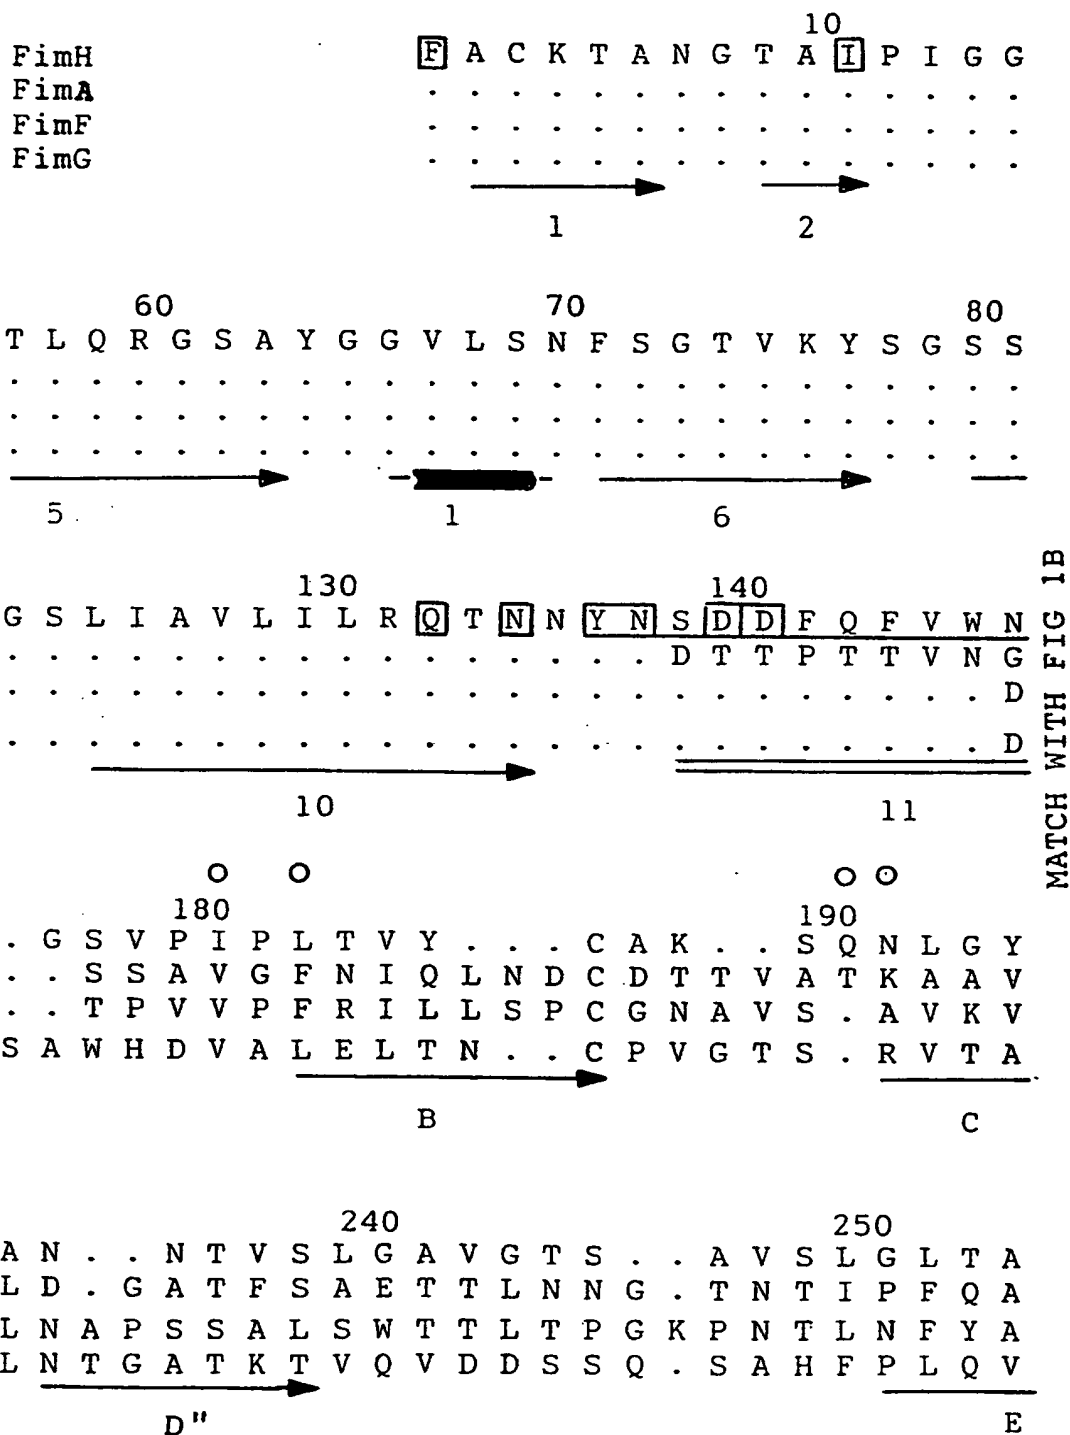 10
FimH F A C K T A N G T A I P I G G
FimA . . . . . . . . . . . . . . .
FimF . . . . . . . . . . . . . . .
FimG . . . . . . . . . . . . . . .
1 2
60 70 80
T L Q R G S A Y G G V L S N F S G T V K Y S G S S
. . . . . . . . . . . . . . . . . . . . . . . . .
. . . . . . . . . . . . . . . . . . . . . . . . .
. . . . . . . . . . . . . . . . . . . . . . . . .
5 1 6
130 140
G S L I A V L I L R Q T N N Y N S D D F Q F V W N
. . . . . . . . . . . . . . . . D T T P T T V N G
. . . . . . . . . . . . . . . . . . . . . . . . D
. . . . . . . . . . . . . . . . . . . . . . . . D
10 11
MATCH WITH FIG 1B
180 190
. G S V P I P L T V Y . . . C A K . . S Q N L G Y
. . S S A V G F N I Q L N D C D T T V A T K A A V
. . T P V V P F R I L L S P C G N A V S . A V K V
S A W H D V A L E L T N . . C P V G T S . R V T A
B C
240 250
A N . . N T V S L G A V G T S . . A V S L G L T A
L D . G A T F S A E T T L N N G . T N T I P F Q A
L N A P S S A L S W T T L T P G K P N T L N F Y A
L N T G A T K T V Q V D D S S Q . S A H F P L Q V
D" E